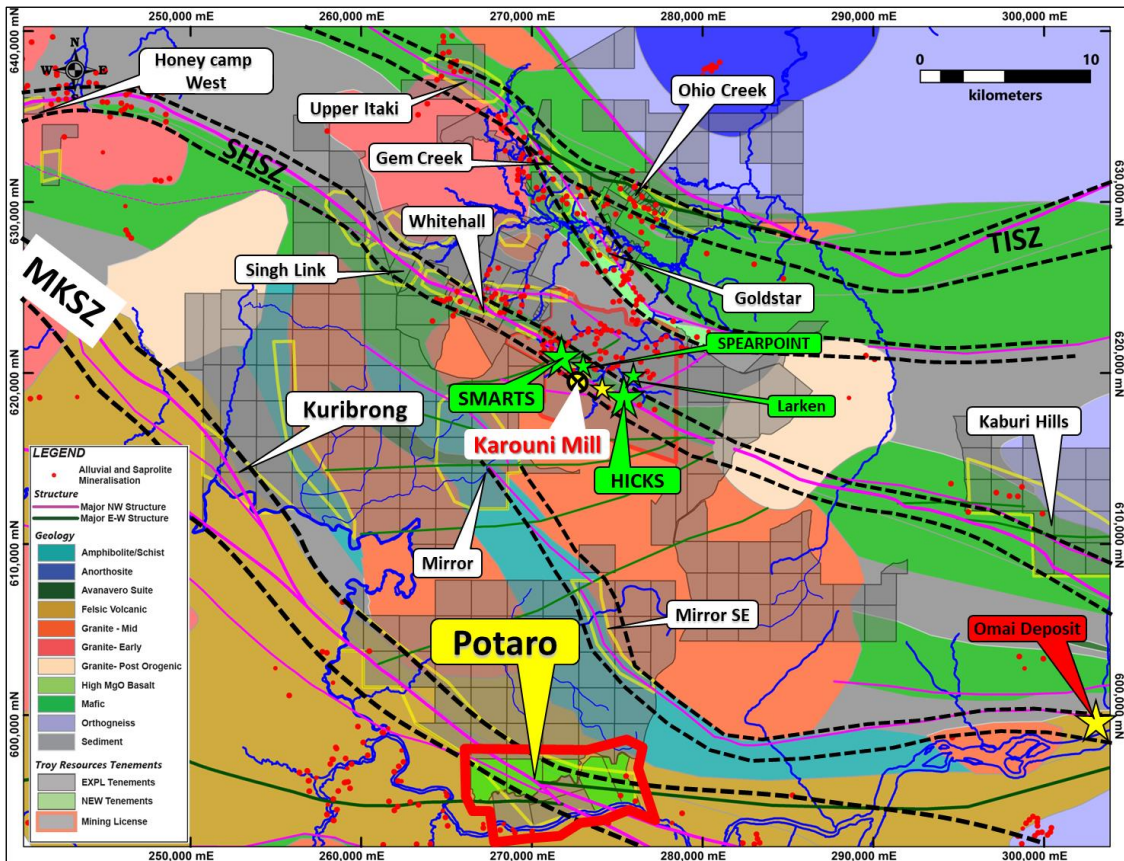 250,000 mE
260,000 mE
270,000 mE
280,000 mE
290,000 mE
300,000 mE
640,000 mN
640,000 mN
N
W
E
S
Honey camp
West
Upper Itaki
Ohio Creek
0
10
kilometers
Gem Creek
SHSZ
630,000 mN
630,000 mN
Whitehall
TISZ
MKSZ
Singh Link
Goldstar
SPEARPOINT
620,000 mN
620,000 mN
SMARTS
Larken
Kuribrong
Karouni Mill
Kaburi Hills
HICKS
LEGEND
Alluvial and Saprolite
Mineralisation
Structure
Major NW Structure
Major E-W Structure
Geology
Amphibolite/Schist
Anorthosite
Avanavero Suite
Felsic Volcanic
Granite - Mid
Granite- Early
Granite- Post Orogenic
High MgO Basalt
Mafic
Orthogneiss
Sediment
Troy Resources Tenements
EXPL Tenements
NEW Tenements
Mining License
610,000 mN
610,000 mN
Mirror
Mirror SE
Omai Deposit
Potaro
600,000 mN
600,000 mN
250,000 mE
260,000 mE
270,000 mE
280,000 mE
290,000 mE
300,000 mE